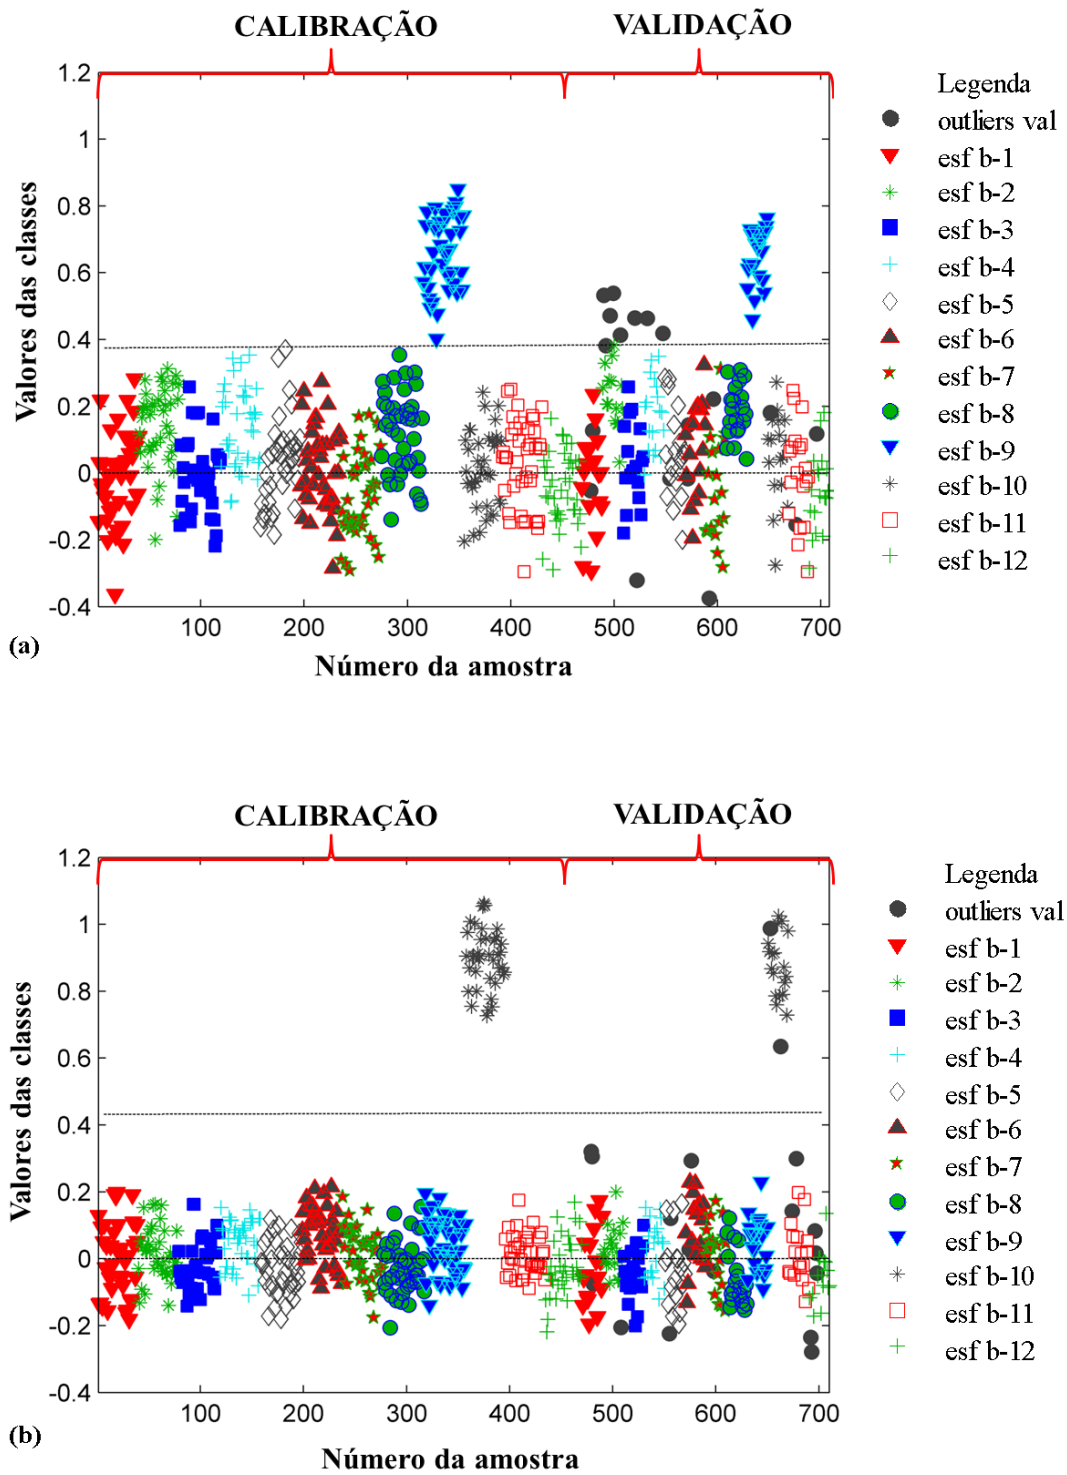 CALIBRAÇÃO VALIDAÇÃO
1.2
1
0.8
0.6
0.4
0.2
0
-0.2
-0.4
Valores das classes
100 200 300 400 500 600 700
Número da amostra
(a)
Legenda
outliers val
esf b-1
esf b-2
esf b-3
esf b-4
esf b-5
esf b-6
esf b-7
esf b-8
esf b-9
esf b-10
esf b-11
esf b-12
CALIBRAÇÃO VALIDAÇÃO
1.2
1
0.8
0.6
0.4
0.2
0
-0.2
-0.4
Valores das classes
100 200 300 400 500 600 700
Número da amostra
(b)
Legenda
outliers val
esf b-1
esf b-2
esf b-3
esf b-4
esf b-5
esf b-6
esf b-7
esf b-8
esf b-9
esf b-10
esf b-11
esf b-12